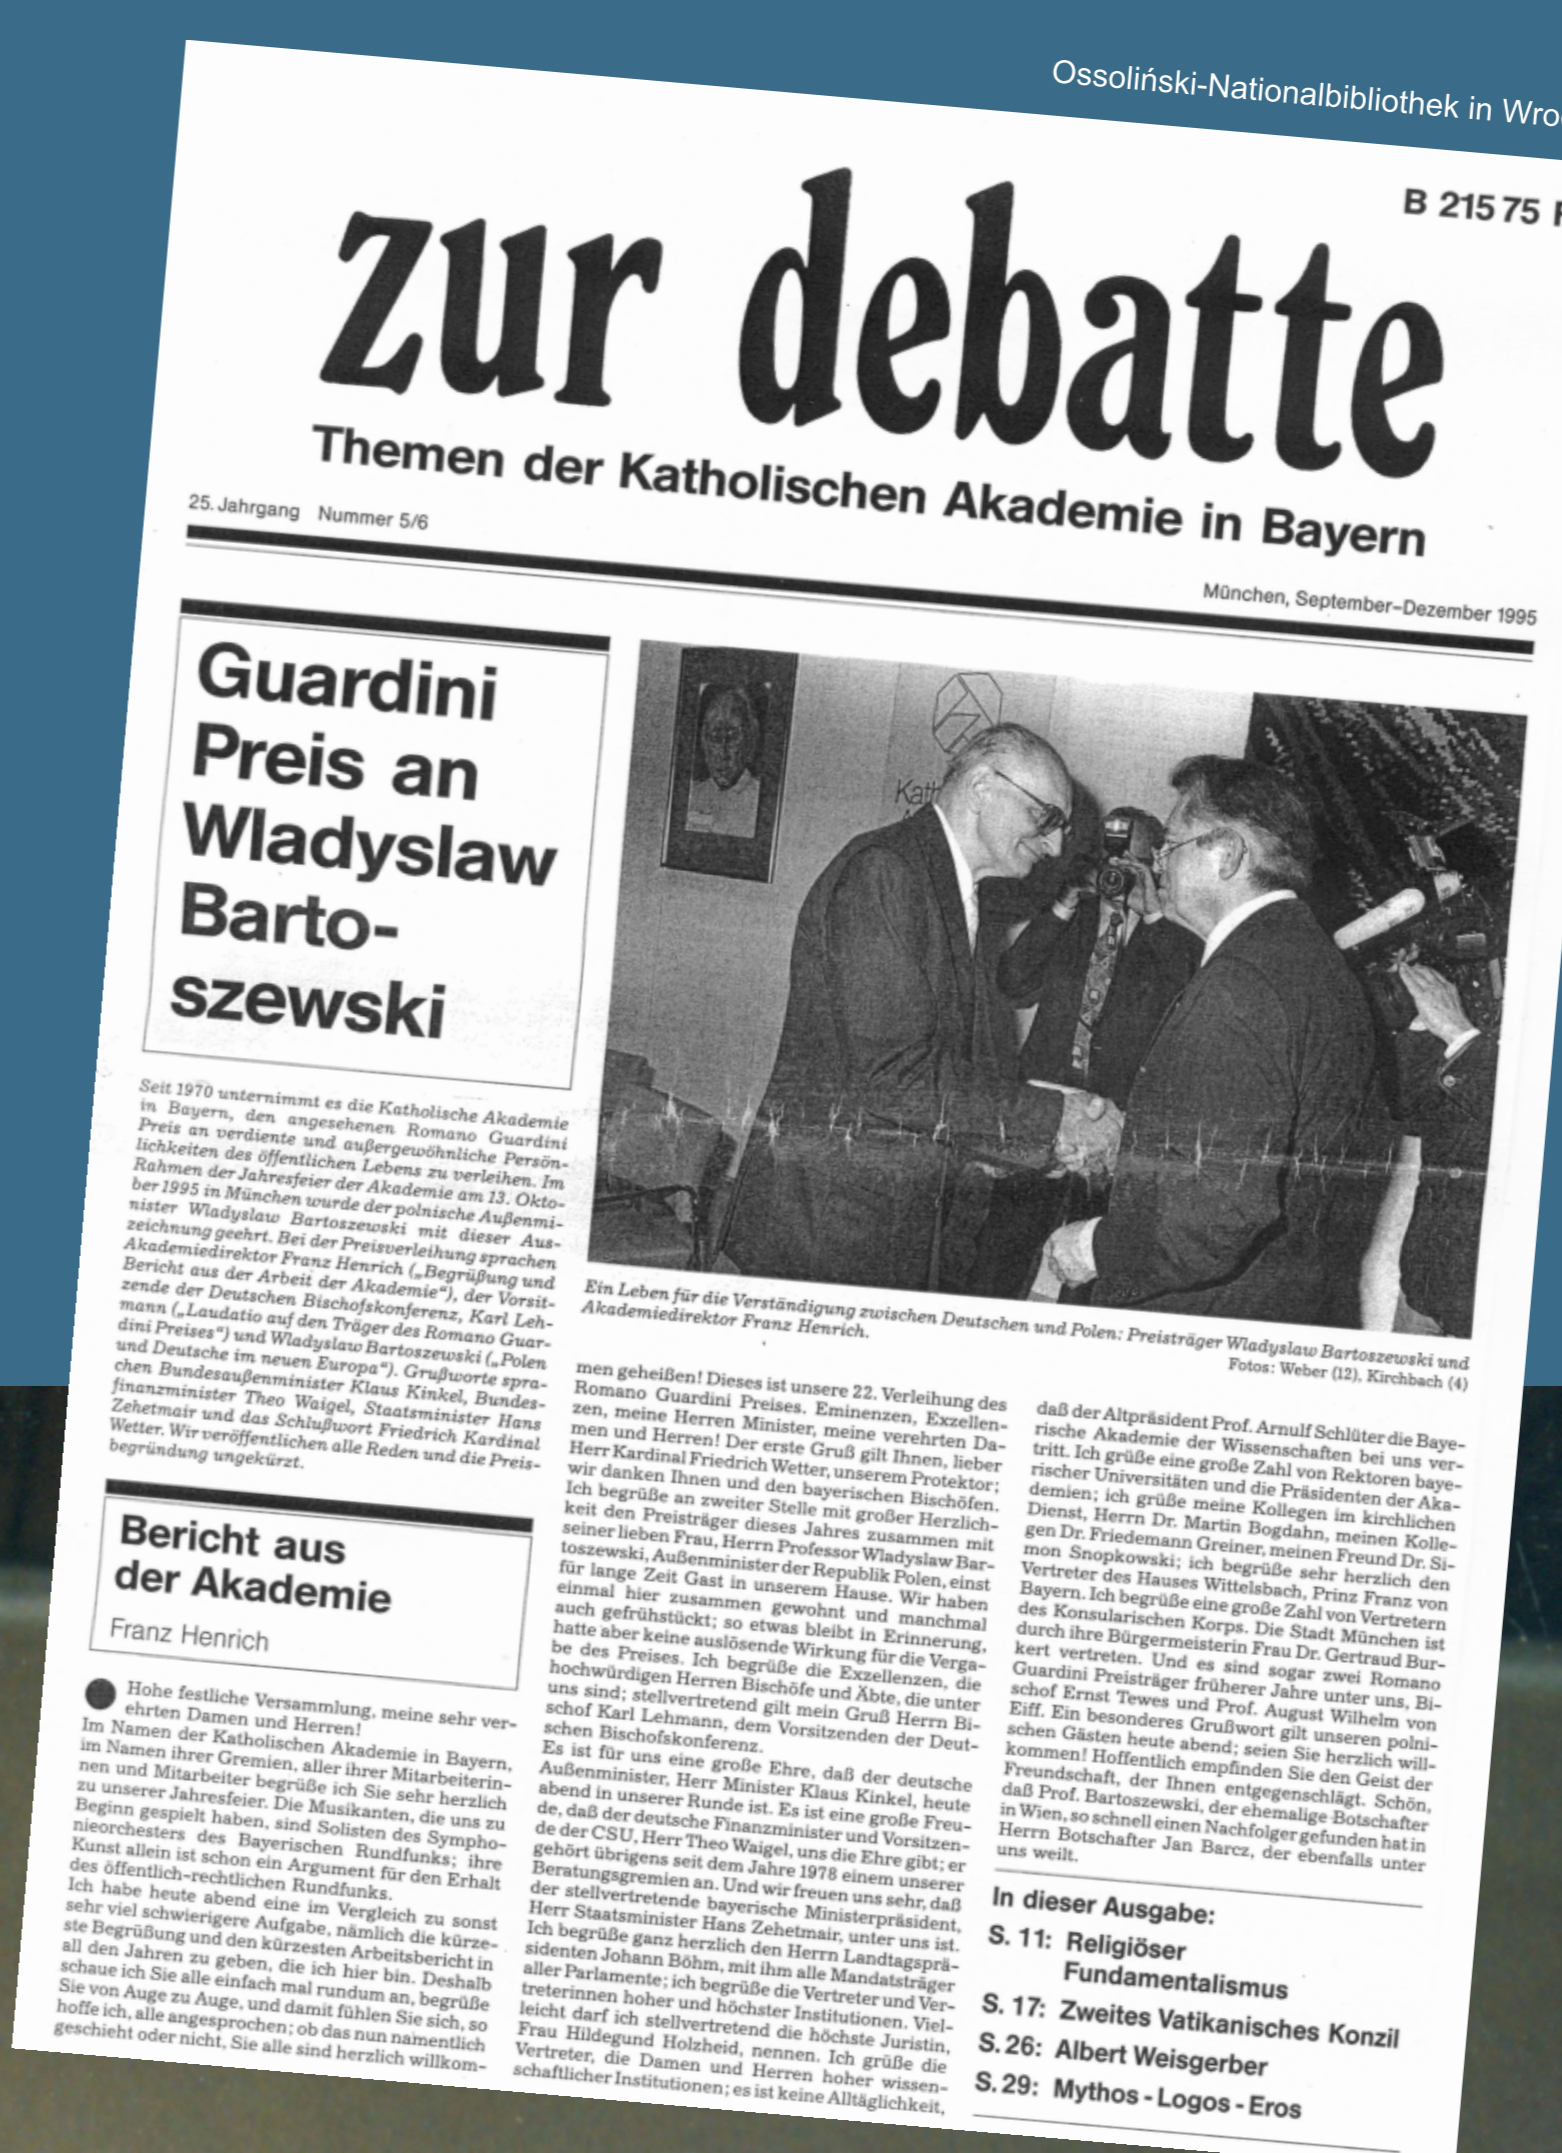 Ossoliński-Nationalbibliothek in
B 215 75
zur debatte
Themen der Katholischen Akademie in Bayern
25. Jahrgang Nummer 5/6
München, September–Dezember 1995
Guardini
Preis an
Wladyslaw
Barto-
szewski
Seit 1970 unternimmt es die Katholische Akademie
in Bayern, den angesehenen Romano Guardini
Preis an verdiente und außergewöhnliche Persön-
lichkeiten des öffentlichen Lebens zu verleihen. Im
Rahmen der Jahresfeier der Akademie am 13. Okto-
ber 1995 in München wurde der polnische Außenmi-
nister Wladyslaw Bartoszewski mit dieser Aus-
zeichnung geehrt. Bei der Preisverleihung sprachen
Akademiedirektor Franz Henrich („Begrüßung und
Bericht aus der Arbeit der Akademie“), der Vorsit-
zende der Deutschen Bischofskonferenz, Karl Leh-
mann („Laudatio auf den Träger des Romano Guar-
dini Preises“) und Wladyslaw Bartoszewski („Polen
und Deutsche im neuen Europa“). Grußworte spra-
chen Bundesaußenminister Klaus Kinkel, Bundes-
finanzminister Theo Waigel, Staatsminister Hans
Zehetmair und das Schlußwort Friedrich Kardinal
Wetter. Wir veröffentlichen alle Reden und die Preis-
begründung ungekürzt.
Kath
Ein Leben für die Verständigung zwischen Deutschen und Polen: Preisträger Wladyslaw Bartoszewski und
Akademiedirektor Franz Henrich.
Fotos: Weber (12), Kirchbach (4)
Bericht aus
der Akademie
Franz Henrich
Hohe festliche Versammlung, meine sehr ver-
ehrten Damen und Herren!
Im Namen der Katholischen Akademie in Bayern,
im Namen ihrer Gremien, aller ihrer Mitarbeiterin-
nen und Mitarbeiter begrüße ich Sie sehr herzlich
zu unserer Jahresfeier. Die Musikanten, die uns zu
Beginn gespielt haben, sind Solisten des Sympho-
nieorchesters des Bayerischen Rundfunks; ihre
Kunst allein ist schon ein Argument für den Erhalt
des öffentlich-rechtlichen Rundfunks.
Ich habe heute abend eine im Vergleich zu sonst
sehr viel schwierigere Aufgabe, nämlich die kürze-
ste Begrüßung und den kürzesten Arbeitsbericht in
all den Jahren zu geben, die ich hier bin. Deshalb
schaue ich Sie alle einfach mal rundum an, begrüße
Sie von Auge zu Auge, und damit fühlen Sie sich, so
hoffe ich, alle angesprochen; ob das nun namentlich
geschieht oder nicht, Sie alle sind herzlich willkom-
men geheißen! Dieses ist unsere 22. Verleihung des
Romano Guardini Preises. Eminenzen, Exzellen-
zen, meine Herren Minister, meine verehrten Da-
men und Herren! Der erste Gruß gilt Ihnen, lieber
Herr Kardinal Friedrich Wetter, unserem Protektor;
wir danken Ihnen und den bayerischen Bischöfen.
Ich begrüße an zweiter Stelle mit großer Herzlich-
keit den Preisträger dieses Jahres zusammen mit
seiner lieben Frau, Herrn Professor Wladyslaw Bar-
toszewski, Außenminister der Republik Polen, einst
für lange Zeit Gast in unserem Hause. Wir haben
einmal hier zusammen gewohnt und manchmal
auch gefrühstückt; so etwas bleibt in Erinnerung,
hatte aber keine auslösende Wirkung für die Verga-
be des Preises. Ich begrüße die Exzellenzen, die
hochwürdigen Herren Bischöfe und Äbte, die unter
uns sind; stellvertretend gilt mein Gruß Herrn Bi-
schof Karl Lehmann, dem Vorsitzenden der Deut-
schen Bischofskonferenz.
Es ist für uns eine große Ehre, daß der deutsche
Außenminister, Herr Minister Klaus Kinkel, heute
abend in unserer Runde ist. Es ist eine große Freu-
de, daß der deutsche Finanzminister und Vorsitzen-
de der CSU, Herr Theo Waigel, uns die Ehre gibt; er
gehört übrigens seit dem Jahre 1978 einem unserer
Beratungsgremien an. Und wir freuen uns sehr, daß
der stellvertretende bayerische Ministerpräsident,
Herr Staatsminister Hans Zehetmair, unter uns ist.
Ich begrüße ganz herzlich den Herrn Landtagsprä-
sidenten Johann Böhm, mit ihm alle Mandatsträger
aller Parlamente; ich begrüße die Vertreter und Ver-
treterinnen hoher und höchster Institutionen. Viel-
leicht darf ich stellvertretend die höchste Juristin,
Frau Hildegund Holzheid, nennen. Ich grüße die
Vertreter, die Damen und Herren hoher wissen-
schaftlicher Institutionen; es ist keine Alltäglichkeit,
daß der Altpräsident Prof. Arnulf Schlüter die Baye-
rische Akademie der Wissenschaften bei uns ver-
tritt. Ich grüße eine große Zahl von Rektoren baye-
rischer Universitäten und die Präsidenten der Aka-
demien; ich grüße meine Kollegen im kirchlichen
Dienst, Herrn Dr. Martin Bogdahn, meinen Kolle-
gen Dr. Friedemann Greiner, meinen Freund Dr. Si-
mon Snopkowski; ich begrüße sehr herzlich den
Vertreter des Hauses Wittelsbach, Prinz Franz von
Bayern. Ich begrüße eine große Zahl von Vertretern
des Konsularischen Korps. Die Stadt München ist
durch ihre Bürgermeisterin Frau Dr. Gertraud Bur-
kert vertreten. Und es sind sogar zwei Romano
Guardini Preisträger früherer Jahre unter uns, Bi-
schof Ernst Tewes und Prof. August Wilhelm von
Eiff. Ein besonderes Grußwort gilt unseren polni-
schen Gästen heute abend; seien Sie herzlich will-
kommen! Hoffentlich empfinden Sie den Geist der
Freundschaft, der Ihnen entgegenschlägt. Schön,
daß Prof. Bartoszewski, der ehemalige Botschafter
in Wien, so schnell einen Nachfolger gefunden hat in
Herrn Botschafter Jan Barcz, der ebenfalls unter
uns weilt.
In dieser Ausgabe:
S. 11: Religiöser
Fundamentalismus
S. 17: Zweites Vatikanisches Konzil
S. 26: Albert Weisgerber
S. 29: Mythos - Logos - Eros